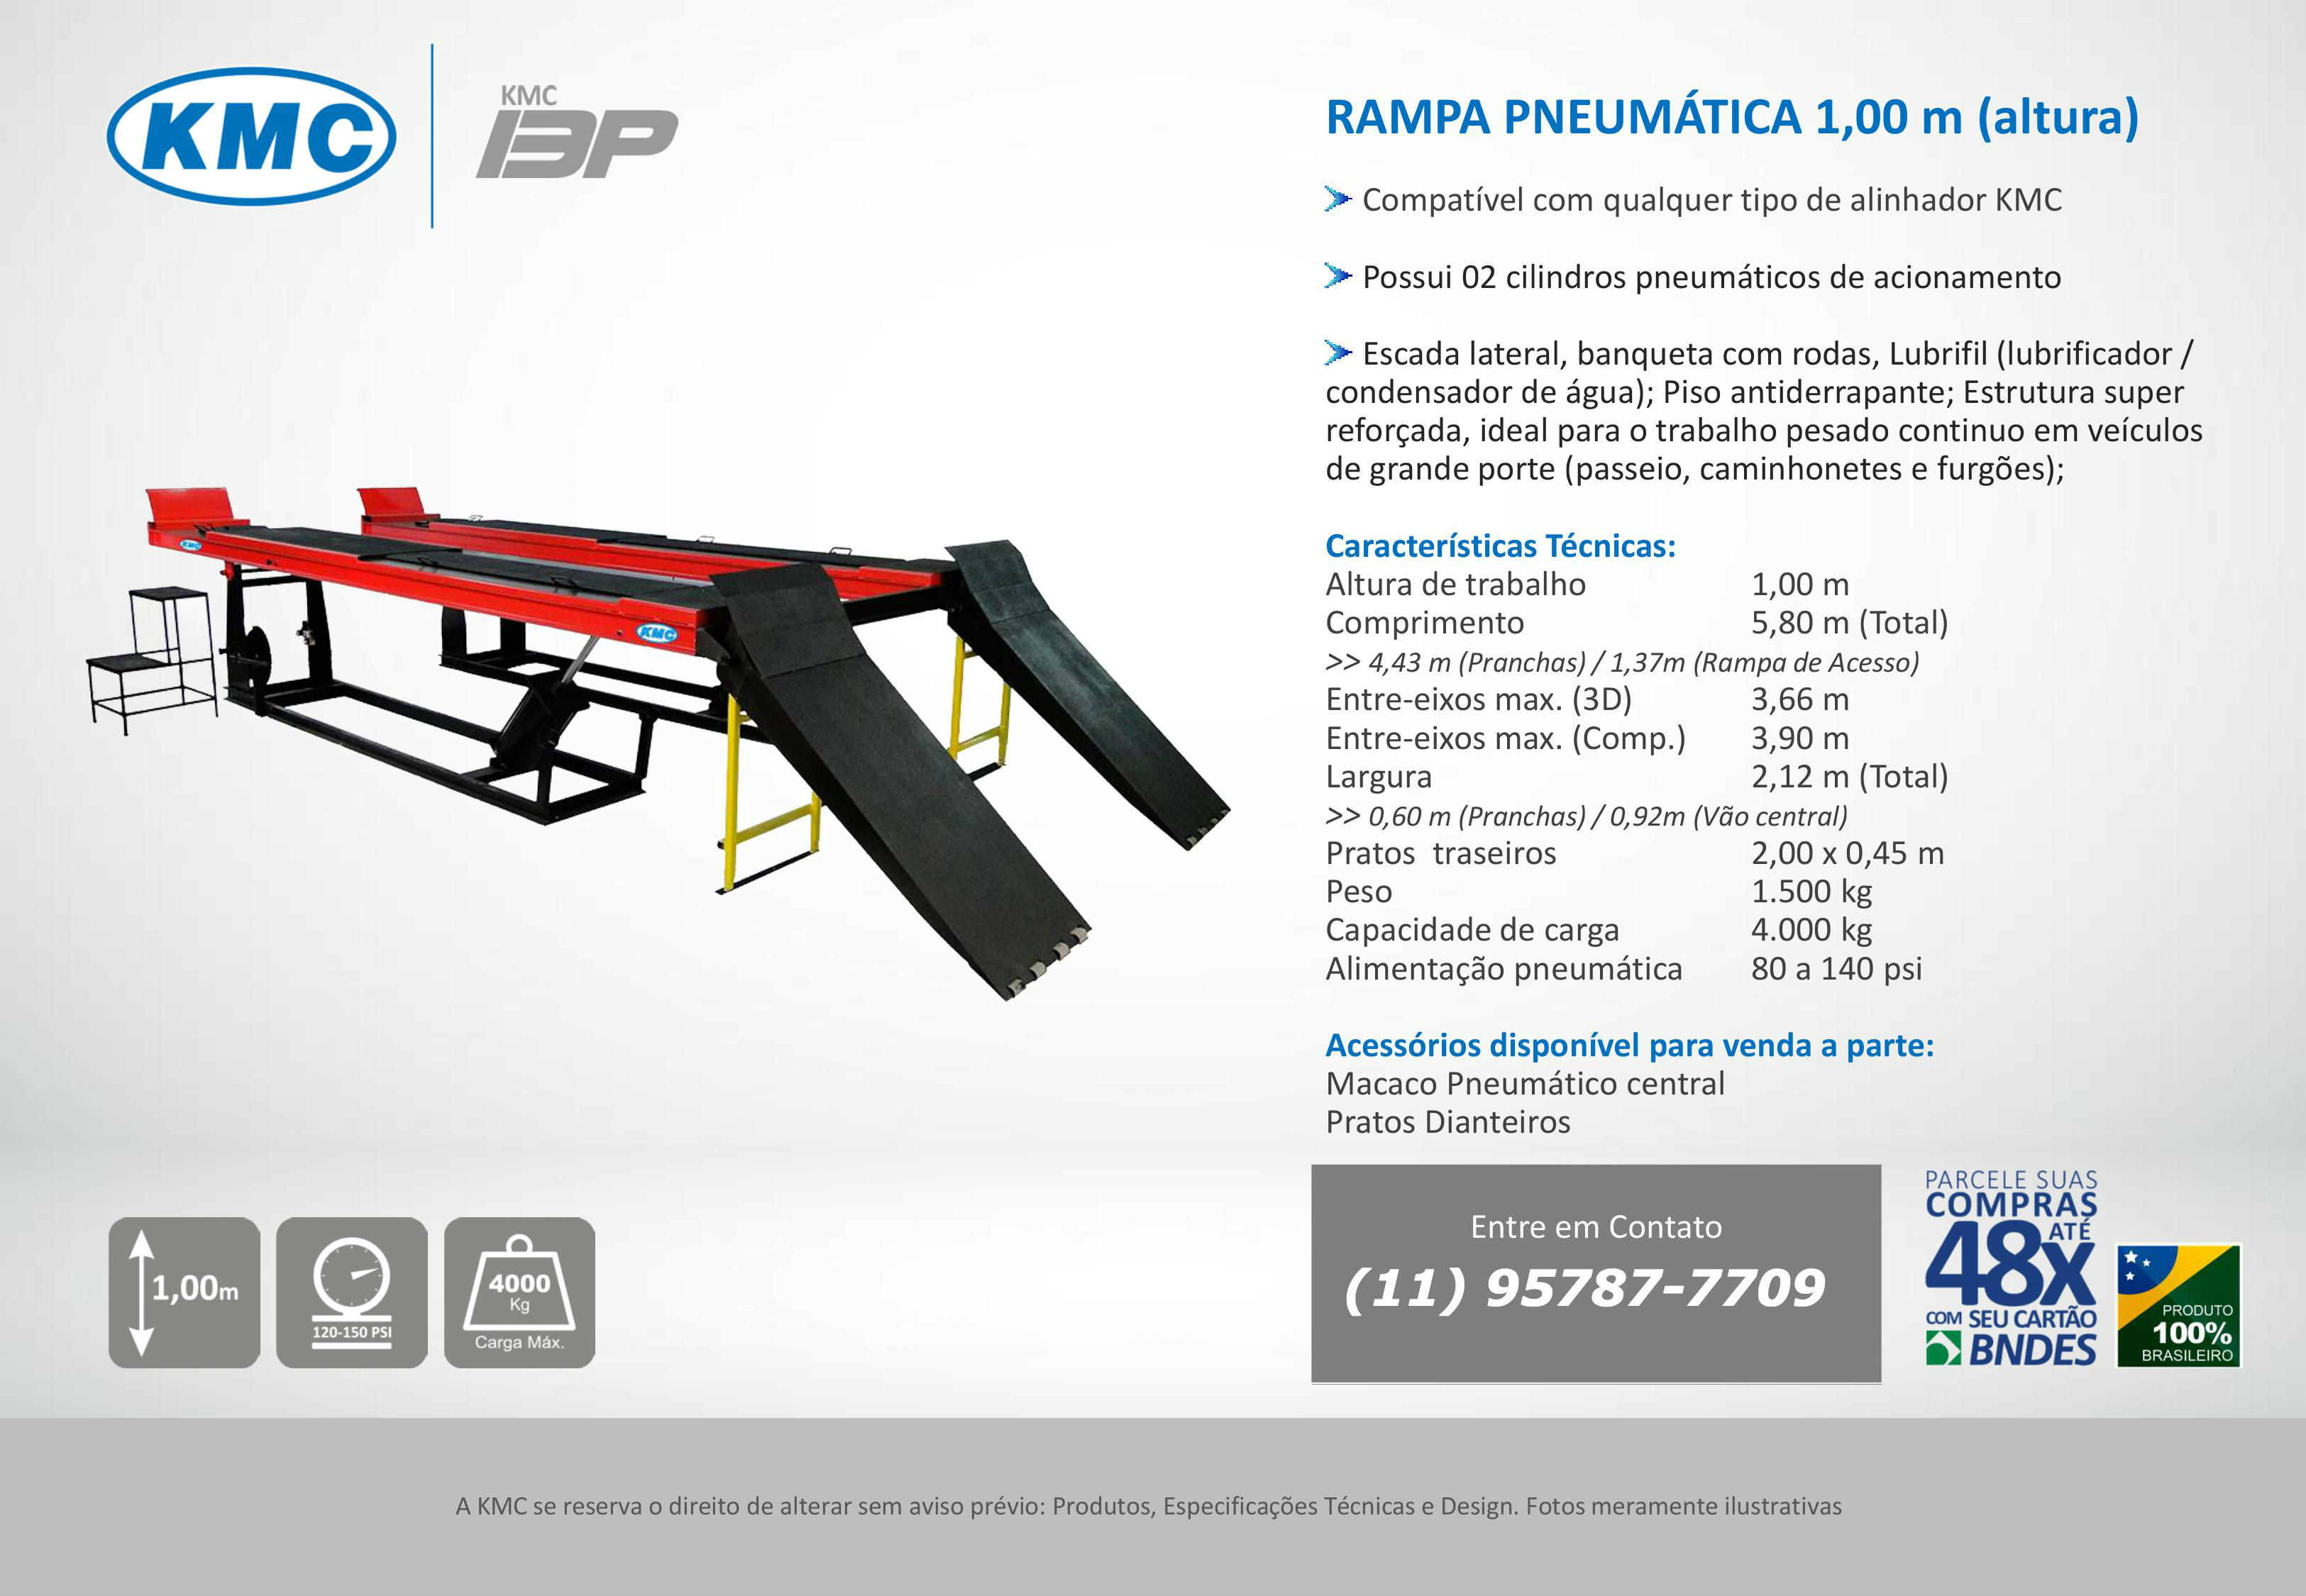 KMC
KMC
BP
RAMPA PNEUMÁTICA 1,00 m (altura)
Compatível com qualquer tipo de alinhador KMC
Possui 02 cilindros pneumáticos de acionamento
Escada lateral, banqueta com rodas, Lubrifil (lubrificador /
condensador de água); Piso antiderrapante; Estrutura super
reforçada, ideal para o trabalho pesado continuo em veículos
de grande porte (passeio, caminhonetes e furgões);
Características Técnicas:
Altura de trabalho 1,00 m
Comprimento 5,80 m (Total)
>> 4,43 m (Pranchas) / 1,37m (Rampa de Acesso)
Entre-eixos max. (3D) 3,66 m
Entre-eixos max. (Comp.) 3,90 m
Largura 2,12 m (Total)
>> 0,60 m (Pranchas) / 0,92m (Vão central)
Pratos traseiros 2,00 x 0,45 m
Peso 1.500 kg
Capacidade de carga 4.000 kg
Alimentação pneumática 80 a 140 psi
Acessórios disponível para venda a parte:
Macaco Pneumático central
Pratos Dianteiros
KMC
KMC
1,00m
120-150 PSI
4000
Kg
Carga Máx.
Entre em Contato
(11) 95787-7709
PARCELE SUAS
COMPRAS
ATÉ
48X
COM SEU CARTÃO
BNDES
PRODUTO
100%
BRASILEIRO
A KMC se reserva o direito de alterar sem aviso prévio: Produtos, Especificações Técnicas e Design. Fotos meramente ilustrativas